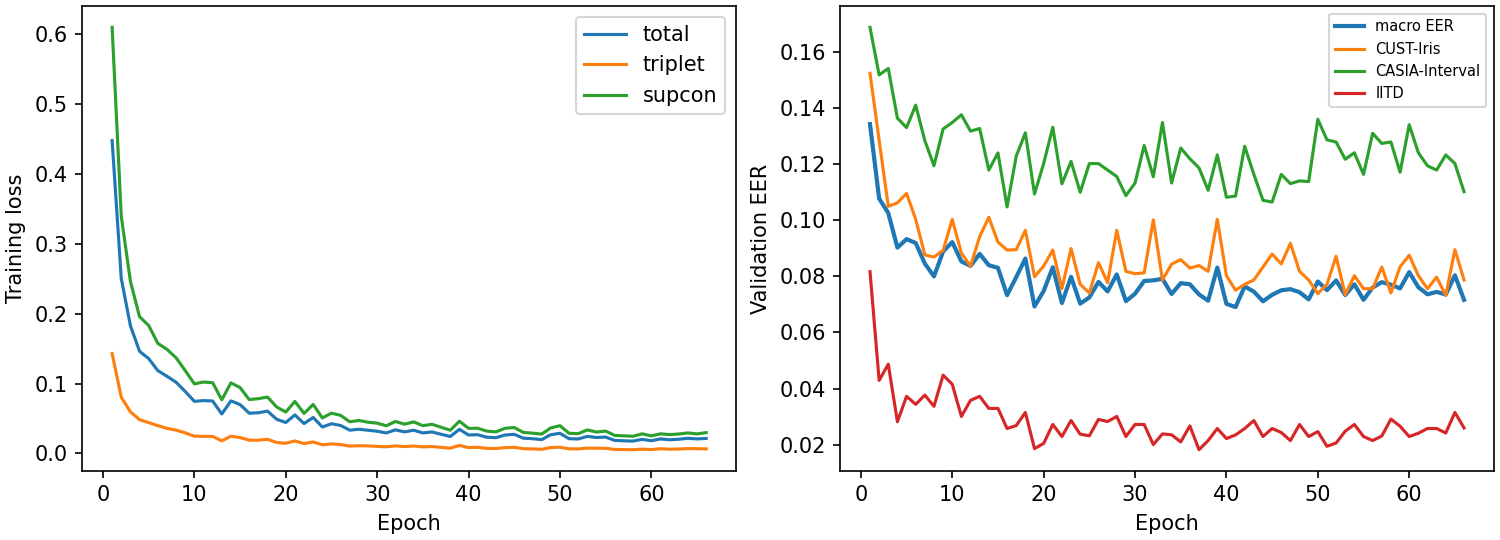 Training loss
0.6
0.5
0.4
0.3
0.2
0.1
0.0
0 10 20 30 40 50 60
Epoch
total
triplet
supcon
Validation EER
0.16
0.14
0.12
0.10
0.08
0.06
0.04
0.02
0 10 20 30 40 50 60
Epoch
macro EER
CUST-Iris
CASIA-Interval
IITD